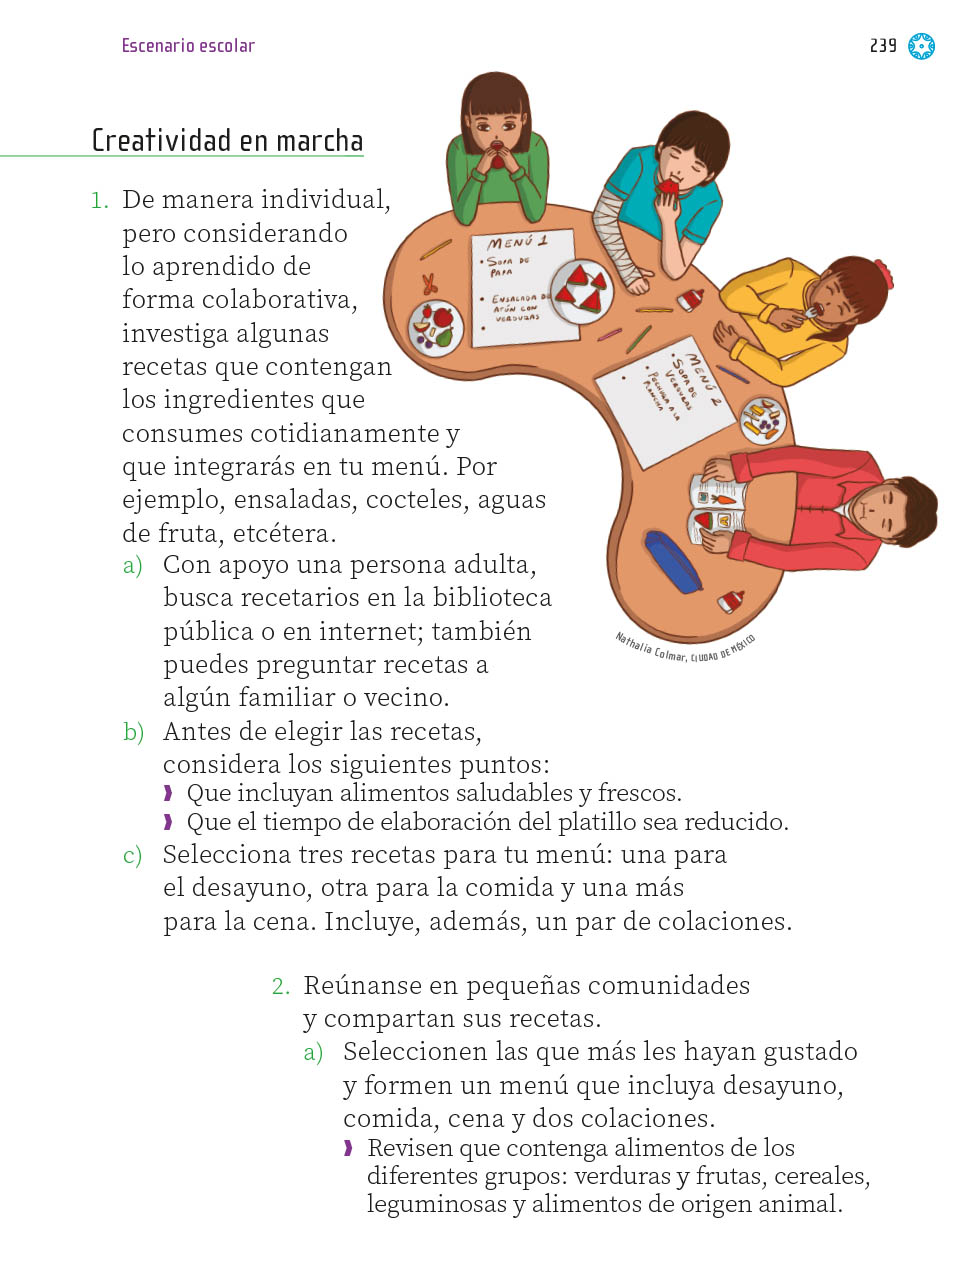 Escenario escolar
239
Creatividad en marcha
1. De manera individual,
pero considerando
lo aprendido de
forma colaborativa,
investiga algunas
recetas que contengan
los ingredientes que
consumes cotidianamente y
que integrarás en tu menú. Por
ejemplo, ensaladas, cocteles, aguas
de fruta, etcétera.
a) Con apoyo una persona adulta,
busca recetarios en la biblioteca
pública o en internet; también
puedes preguntar recetas a
algún familiar o vecino.
b) Antes de elegir las recetas,
considera los siguientes puntos:
Que incluyan alimentos saludables y frescos.
Que el tiempo de elaboración del platillo sea reducido.
c) Selecciona tres recetas para tu menú: una para
el desayuno, otra para la comida y una más
para la cena. Incluye, además, un par de colaciones.
2. Reúnanse en pequeñas comunidades
y compartan sus recetas.
a) Seleccionen las que más les hayan gustado
y formen un menú que incluya desayuno,
comida, cena y dos colaciones.
Revisen que contenga alimentos de los
diferentes grupos: verduras y frutas, cereales,
leguminosas y alimentos de origen animal.
MENÚ 1
• SOPA DE
PAPA
• ENSALADA DE
ATÚN CON
VERDURAS
•
MENÚ 2
• SOPA DE
VERDURAS
• PECHUGA A LA
PLANCHA
•
Nathalia Colmar, CIUDAD DE MÉXICO